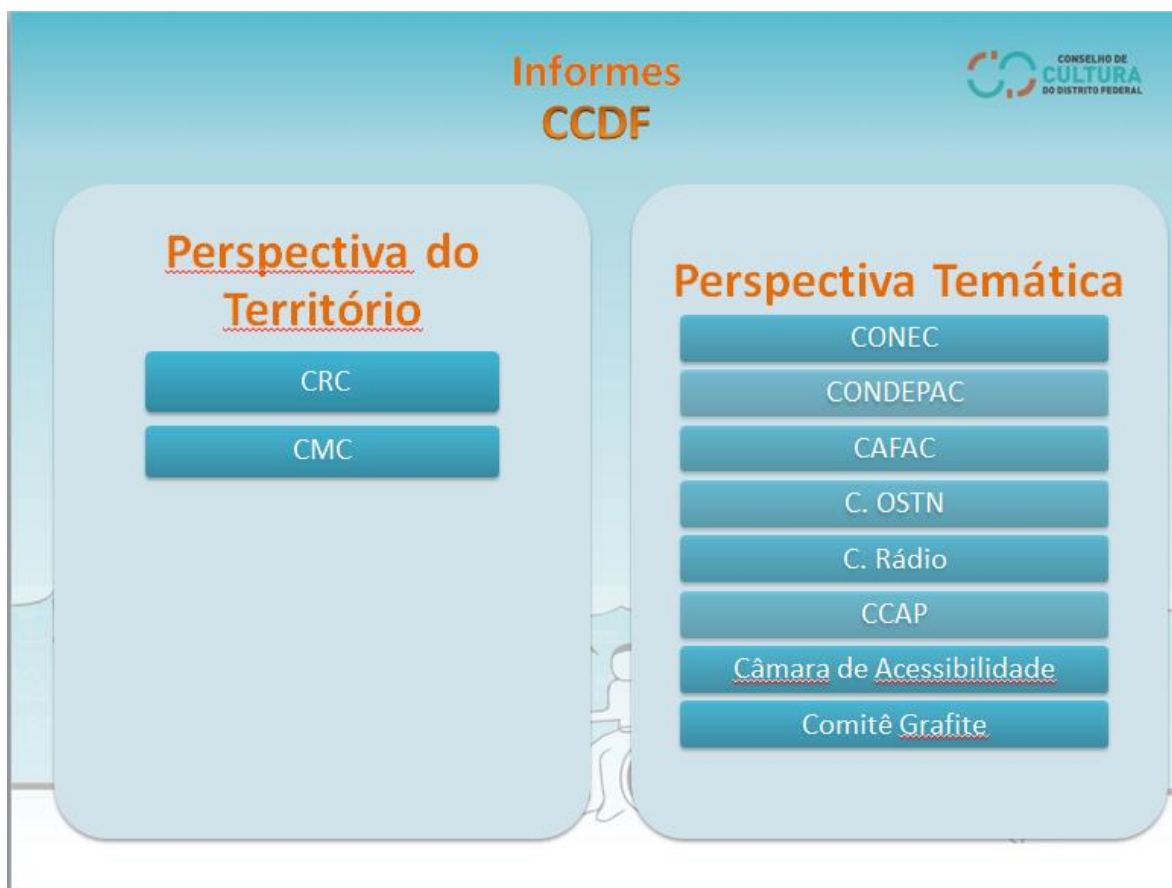 Informes
CCDF
CONSELHO DE
CULTURA
DO DISTRITO FEDERAL
Perspectiva do
Território
CRC
CMC
Perspectiva Temática
CONEC
CONDEPAC
CAFAC
C. OSTN
C. Rádio
CCAP
Câmara de Acessibilidade
Comitê Grafite